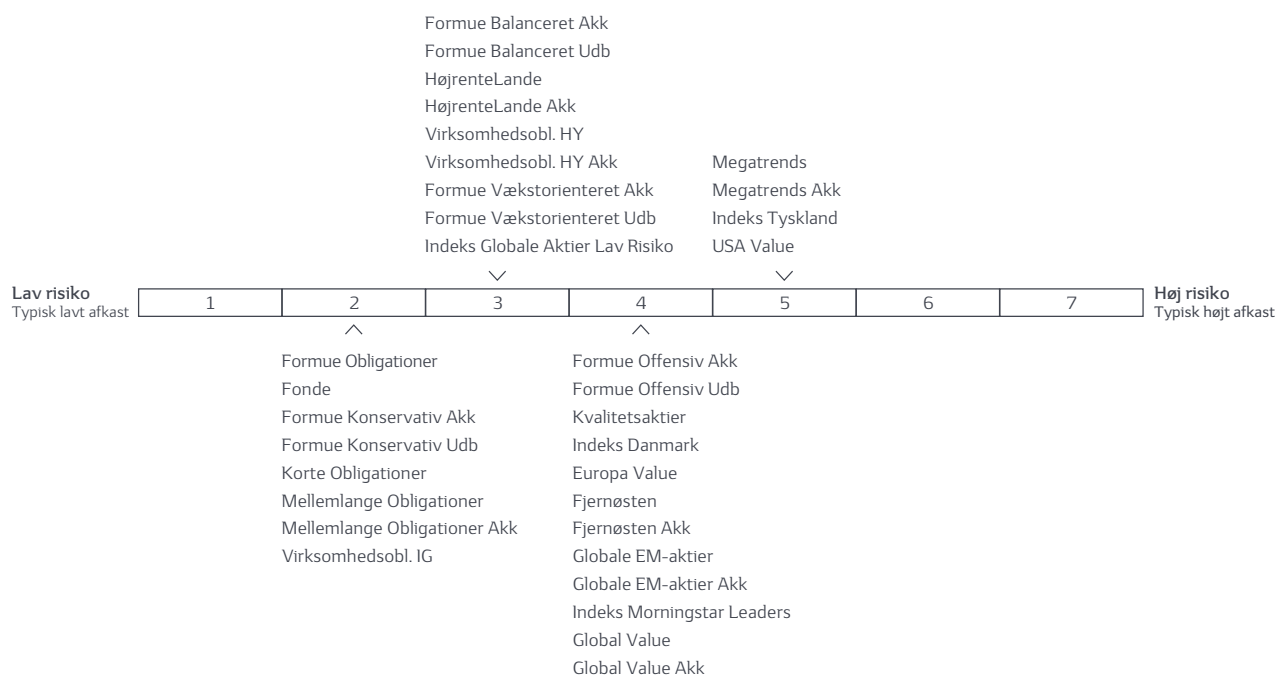 Formue Balanceret Akk
Formue Balanceret Udb
HøjrenteLande
HøjrenteLande Akk
Virksomhedsobl. HY
Virksomhedsobl. HY Akk
Formue Vækstorienteret Akk
Formue Vækstorienteret Udb
Indeks Globale Aktier Lav Risiko
Megatrends
Megatrends Akk
Indeks Tyskland
USA Value
Lav risiko
Typisk lavt afkast
1 2 3 4 5 6 7
Høj risiko
Typisk højt afkast
Formue Obligationer
Fonde
Formue Konservativ Akk
Formue Konservativ Udb
Korte Obligationer
Mellemlange Obligationer
Mellemlange Obligationer Akk
Virksomhedsobl. IG
Formue Offensiv Akk
Formue Offensiv Udb
Kvalitetsaktier
Indeks Danmark
Europa Value
Fjernøsten
Fjernøsten Akk
Globale EM-aktier
Globale EM-aktier Akk
Indeks Morningstar Leaders
Global Value
Global Value Akk